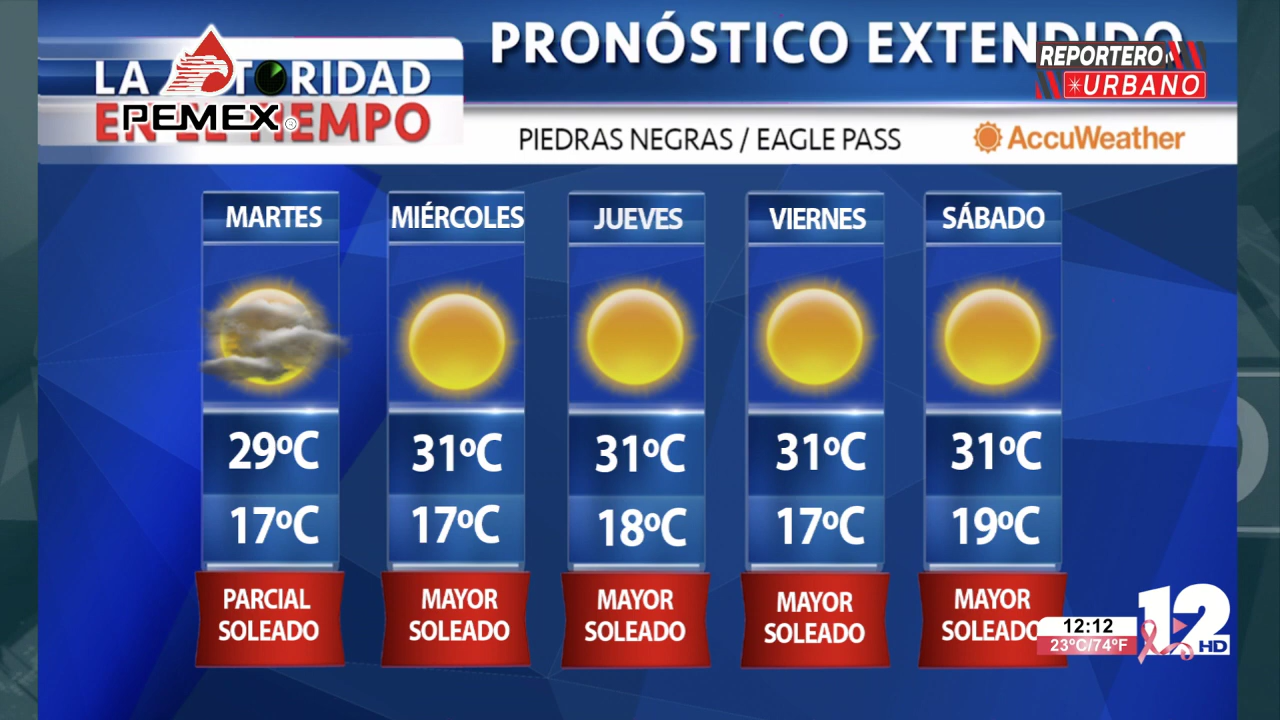 PRONÓSTICO EXTENDIDO
REPORTERO
URBANO
LA AUTORIDAD
EN EL TIEMPO
PEMEX
PIEDRAS NEGRAS / EAGLE PASS
AccuWeather
MARTES MIÉRCOLES JUEVES VIERNES SÁBADO
29ºC 31ºC 31ºC 31ºC 31ºC
17ºC 17ºC 18ºC 17ºC 19ºC
PARCIAL SOLEADO
MAYOR SOLEADO
MAYOR SOLEADO
MAYOR SOLEADO
MAYOR SOLEADO
12:12
23ºC/74ºF
12
HD